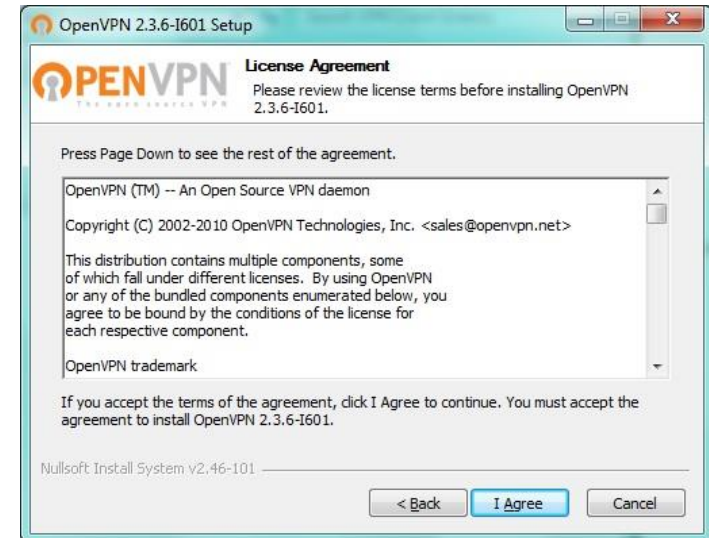 OpenVPN 2.3.6-I601 Setup
OPENVPN
The open source VPN
License Agreement
Please review the license terms before installing OpenVPN
2.3.6-I601.
Press Page Down to see the rest of the agreement.
OpenVPN (TM) -- An Open Source VPN daemon
Copyright (C) 2002-2010 OpenVPN Technologies, Inc. <sales@openvpn.net>
This distribution contains multiple components, some
of which fall under different licenses.  By using OpenVPN
or any of the bundled components enumerated below, you
agree to be bound by the conditions of the license for
each respective component.
OpenVPN trademark
If you accept the terms of the agreement, click I Agree to continue. You must accept the
agreement to install OpenVPN 2.3.6-I601.
Nullsoft Install System v2.46-101
< Back
I Agree
Cancel